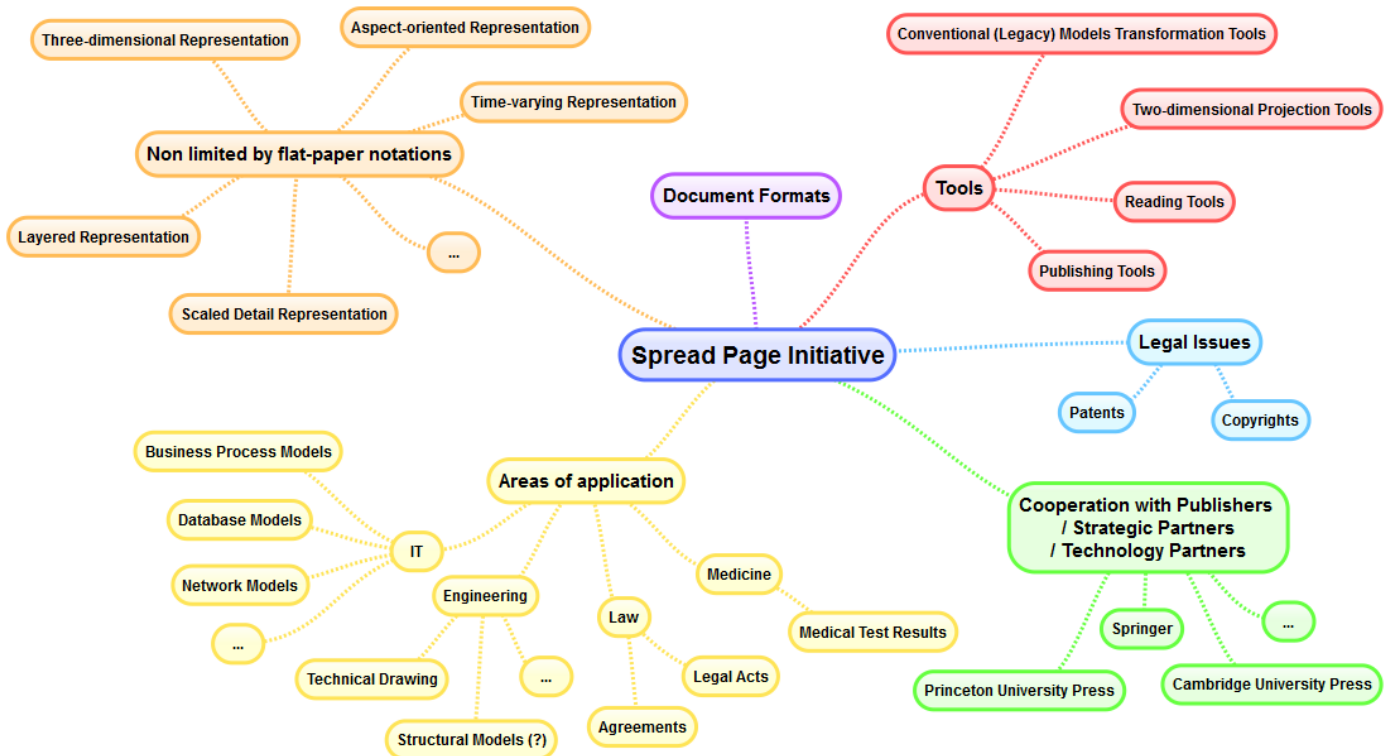 Three-dimensional Representation
Aspect-oriented Representation
Time-varying Representation
Non limited by flat-paper notations
Layered Representation
...
Scaled Detail Representation
Document Formats
Conventional (Legacy) Models Transformation Tools
Two-dimensional Projection Tools
Tools
Reading Tools
Publishing Tools
Spread Page Initiative
Legal Issues
Patents
Copyrights
Areas of application
Business Process Models
Database Models
IT
Network Models
...
Engineering
Technical Drawing
...
Structural Models (?)
Law
Legal Acts
Agreements
Medicine
Medical Test Results
Cooperation with Publishers
/ Strategic Partners
/ Technology Partners
Springer
...
Princeton University Press
Cambridge University Press